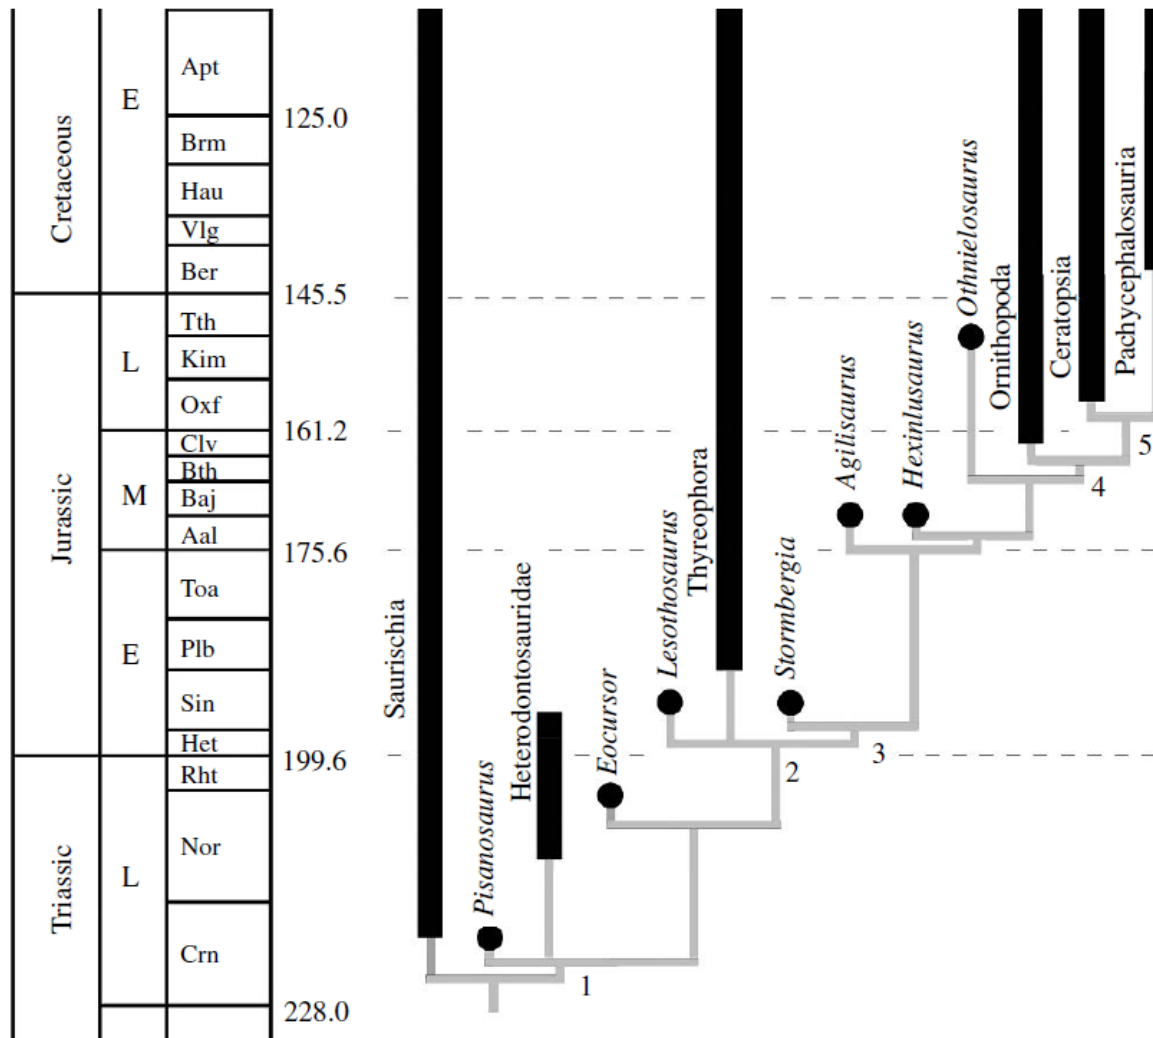 Cretaceous
E
Apt
125.0
Brm
Hau
Vlg
Ber
145.5
Jurassic
L
Tth
Kim
Oxf
161.2
M
Clv
Bth
Baj
Aal
175.6
E
Toa
Plb
Sin
Het
199.6
Triassic
L
Rht
Nor
Crn
228.0
Saurischia
Pisanosaurus
Heterodontosauridae
Eocursor
Lesothosaurus
Thyreophora
Stormbergia
Agilisaurus
Hexinlusaurus
Othnielosaurus
Ornithopoda
Ceratopsia
Pachycephalosauria
1
2
3
4
5